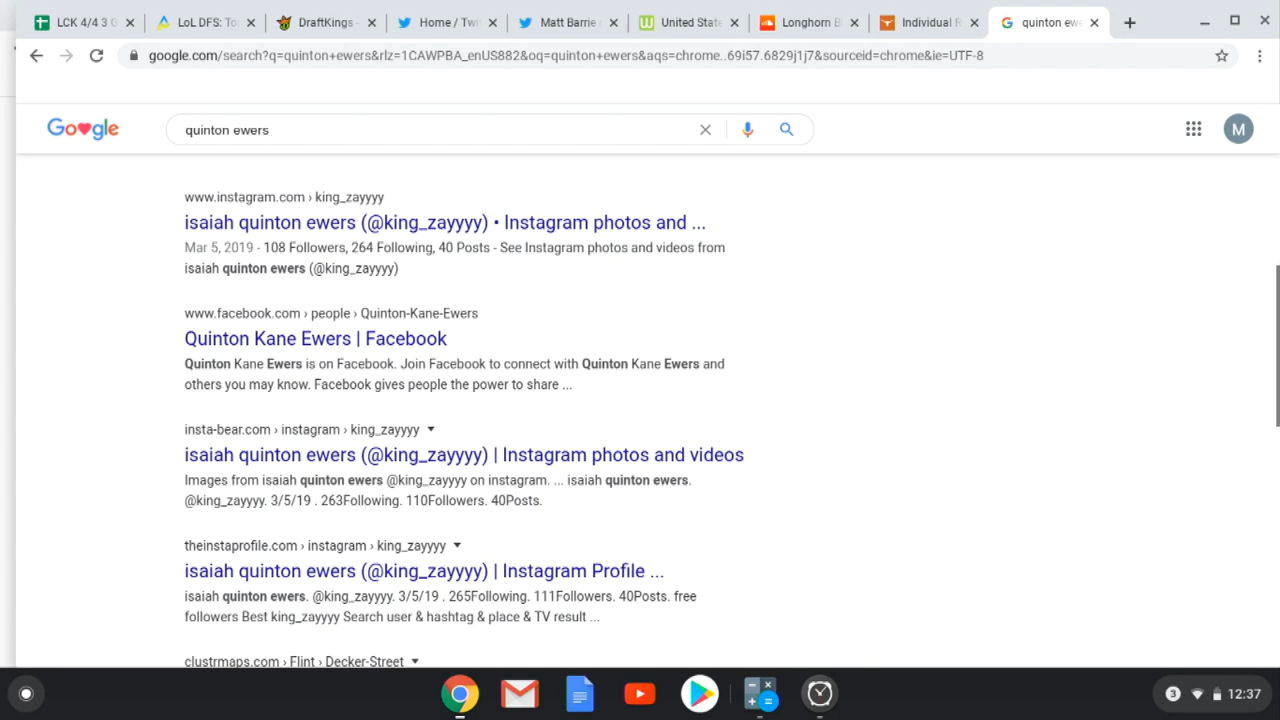 LCK 4/4 3 G
LoL DFS: To
DraftKings -
Home / Twi
Matt Barrie
United State
Longhorn B
Individual R
quinton ewe
google.com/search?q=quinton+ewers&rlz=1CAWPBA_enUS882&oq=quinton+ewers&aqs=chrome..69i57.6829j1j7&sourceid=chrome&ie=UTF-8
Google
quinton ewers
M
www.instagram.com › king_zayyyy
isaiah quinton ewers (@king_zayyyy) • Instagram photos and ...
Mar 5, 2019 - 108 Followers, 264 Following, 40 Posts - See Instagram photos and videos from
isaiah quinton ewers (@king_zayyyy)
www.facebook.com › people › Quinton-Kane-Ewers
Quinton Kane Ewers | Facebook
Quinton Kane Ewers is on Facebook. Join Facebook to connect with Quinton Kane Ewers and
others you may know. Facebook gives people the power to share ...
insta-bear.com › instagram › king_zayyyy
isaiah quinton ewers (@king_zayyyy) | Instagram photos and videos
Images from isaiah quinton ewers @king_zayyyy on instagram. ... isaiah quinton ewers.
@king_zayyyy. 3/5/19 . 263Following. 110Followers. 40Posts.
theinstaprofile.com › instagram › king_zayyyy
isaiah quinton ewers (@king_zayyyy) | Instagram Profile ...
isaiah quinton ewers. @king_zayyyy. 3/5/19 . 265Following. 111Followers. 40Posts. free
followers Best king_zayyyy Search user & hashtag & place & TV result ...
clustrmaps.com › Flint › Decker-Street
3
12:37